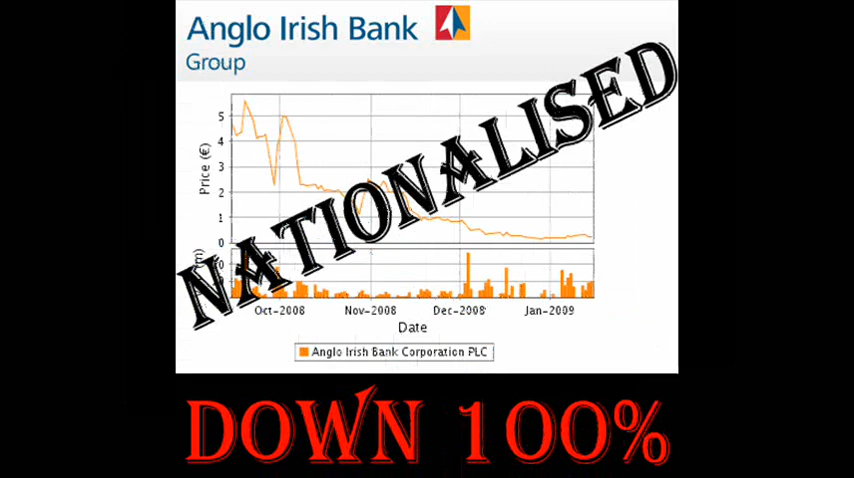 Anglo Irish Bank
Group
NATIONALISED
Price (€)
5
4
3
2
1
0
Oct-2008
Nov-2008
Dec-2008
Jan-2009
Date
Anglo Irish Bank Corporation PLC
DOWN 100%